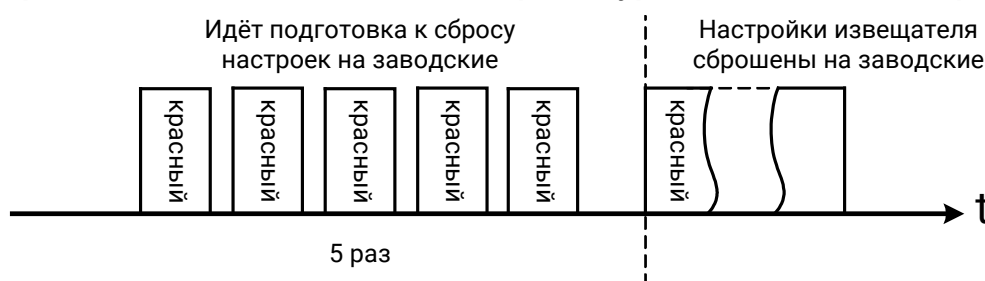 Идёт подготовка к сбросу
настроек на заводские
Настройки извещателя
сброшены на заводские
красный
красный
красный
красный
красный
красный
t
5 раз